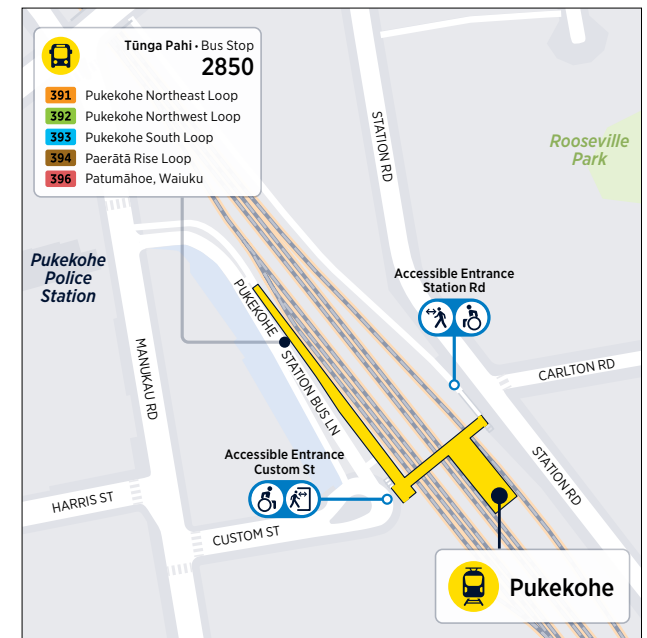 Tūnga Pahi • Bus Stop
2850
391 Pukekohe Northeast Loop
392 Pukekohe Northwest Loop
393 Pukekohe South Loop
394 Paerātā Rise Loop
396 Patumāhoe, Waiuku
STATION RD
Rooseville
Park
Pukekohe
Police
Station
Accessible Entrance
Station Rd
PUKEKOHE STATION BUS LN
MANUKAU RD
CARLTON RD
Accessible Entrance
Custom St
STATION RD
HARRIS ST
CUSTOM ST
Pukekohe